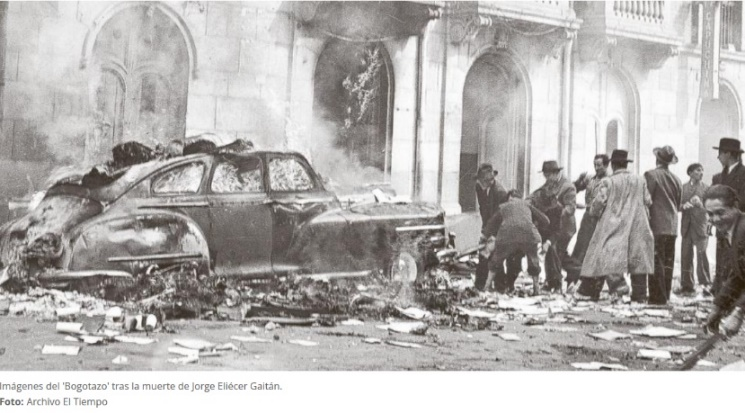 Imágenes del 'Bogotazo' tras la muerte de Jorge Eliécer Gaitán.
Foto: Archivo El Tiempo